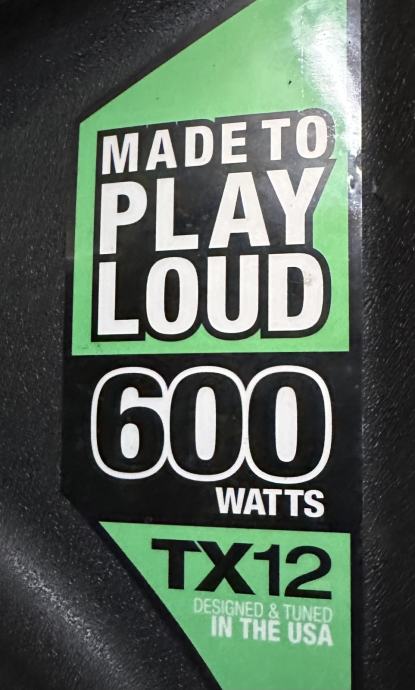 MADE TO
PLAY
LOUD
600
WATTS
TX12
DESIGNED & TUNED
IN THE USA